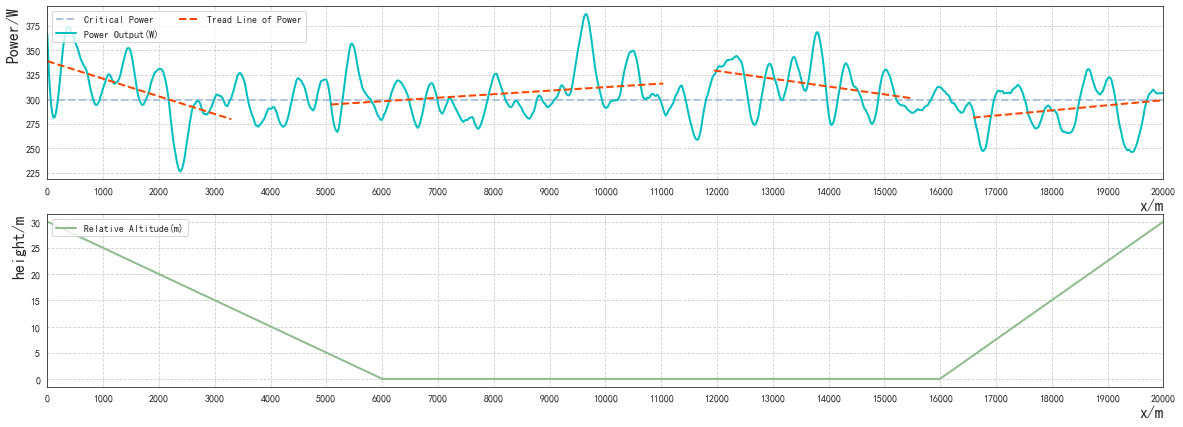 Power/W
Critical Power
Tread Line of Power
Power Output(W)
375
350
325
300
275
250
225
0 1000 2000 3000 4000 5000 6000 7000 8000 9000 10000 11000 12000 13000 14000 15000 16000 17000 18000 19000 20000
x/m
height/m
Relative Altitude(m)
30
25
20
15
10
5
0
0 1000 2000 3000 4000 5000 6000 7000 8000 9000 10000 11000 12000 13000 14000 15000 16000 17000 18000 19000 20000
x/m